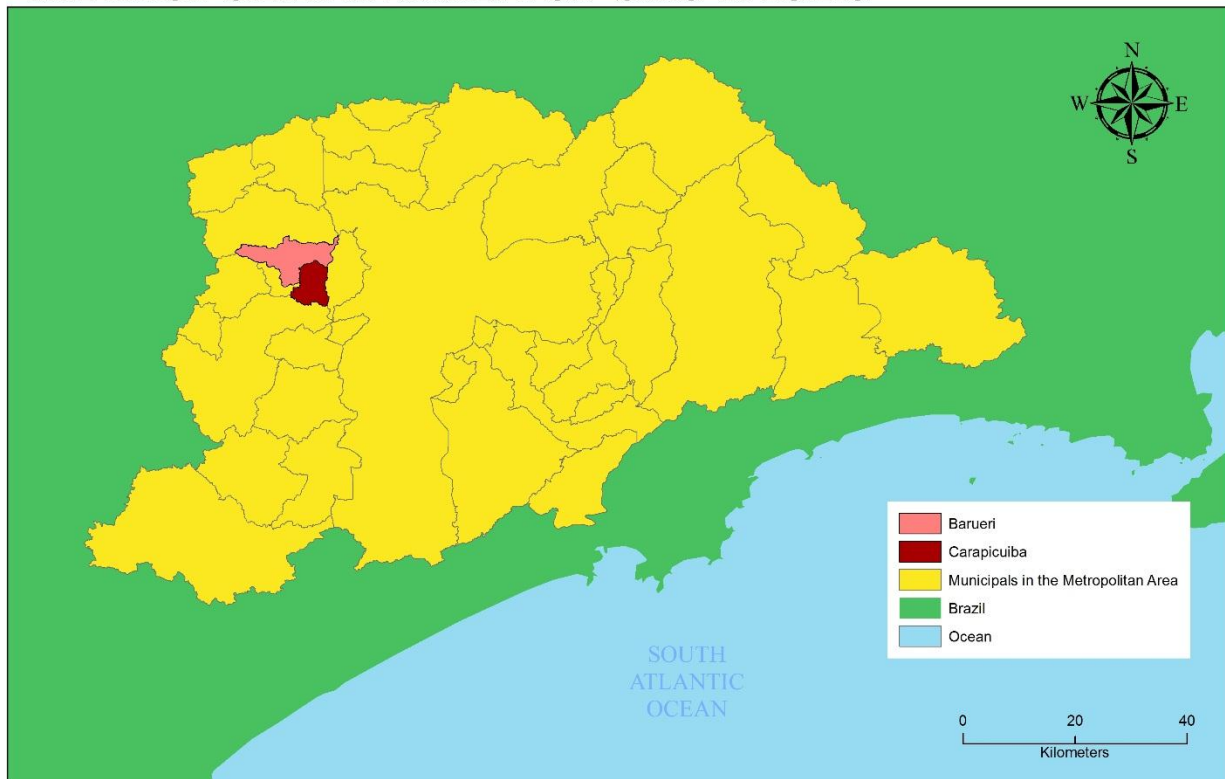 N
W E
S
Barueri
Carapicuiba
Municipals in the Metropolitan Area
Brazil
Ocean
SOUTH
ATLANTIC
OCEAN
0 20 40
Kilometers